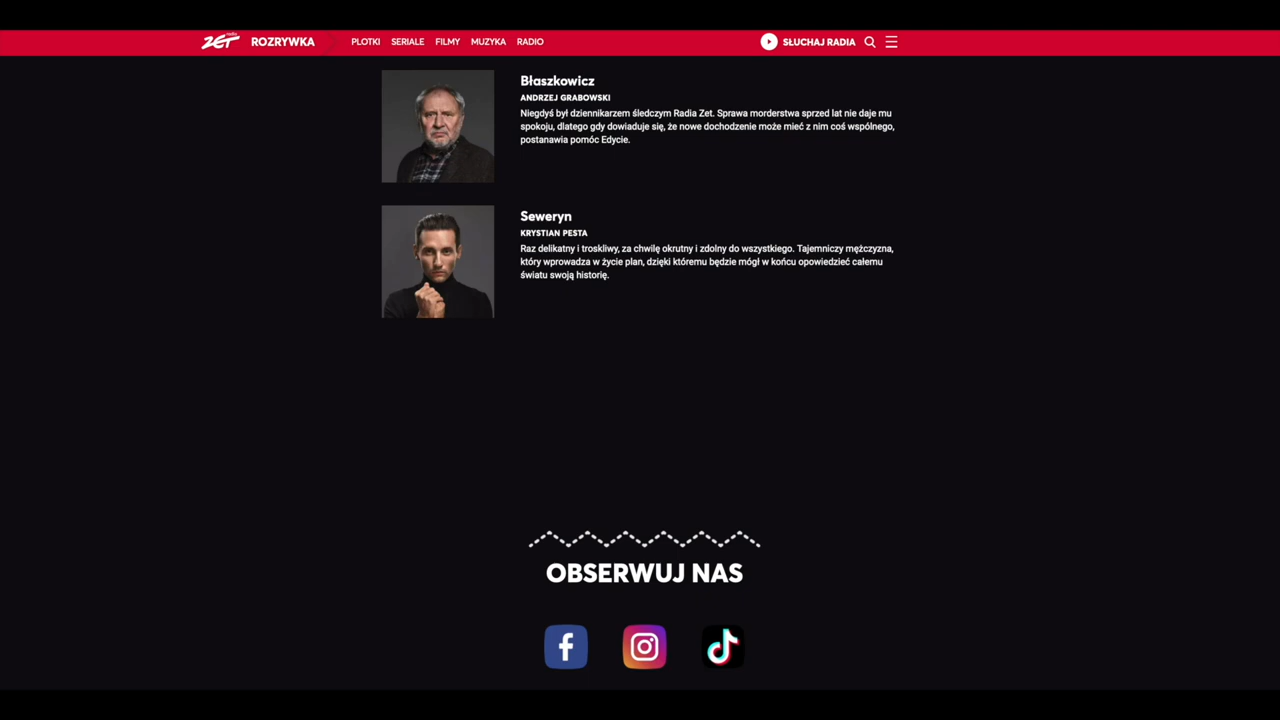 radio ZET ROZRYWKA PLOTKI SERIALE FILMY MUZYKA RADIO SŁUCHAJ RADIA
Błaszkowicz
ANDRZEJ GRABOWSKI
Niegdyś był dziennikarzem śledczym Radia Zet. Sprawa morderstwa sprzed lat nie daje mu
spokoju, dlatego gdy dowiaduje się, że nowe dochodzenie może mieć z nim coś wspólnego,
postanawia pomóc Edycie.
Seweryn
KRYSTIAN PESTA
Raz delikatny i troskliwy, za chwilę okrutny i zdolny do wszystkiego. Tajemniczy mężczyzna,
który wprowadza w życie plan, dzięki któremu będzie mógł w końcu opowiedzieć całemu
światu swoją historię.
OBSERWUJ NAS